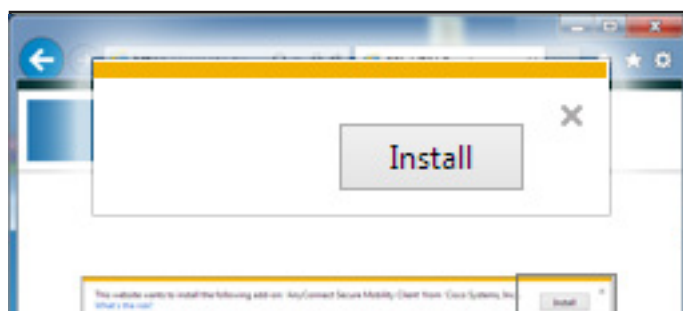 Install
This website wants to install the following add-on: 'AnyConnect Secure Mobility Client' from 'Cisco Systems, Inc.'
What's the risk?
Install